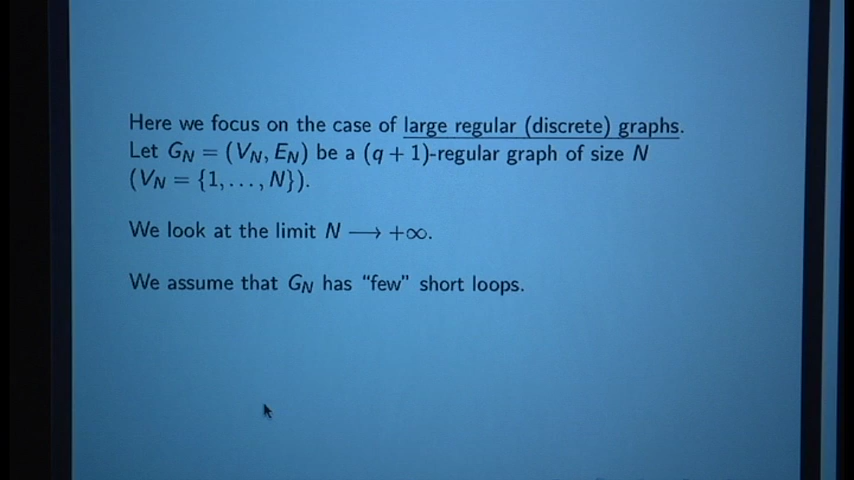 Here we focus on the case of large regular (discrete) graphs.
Let G_N = (V_N, E_N) be a (q + 1)-regular graph of size N
(V_N = {1, . . . , N}).
We look at the limit N ⟶ +∞.
We assume that G_N has “few” short loops.